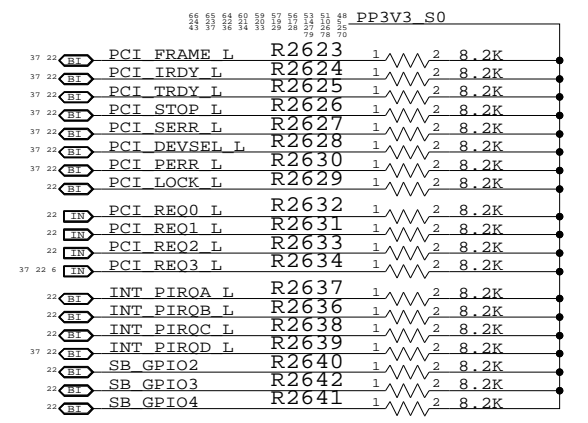 66 65 64 60 59 57 56 53 51 48 PP3V3_S0
24 23 22 21 20 19 17 14 10 5
43 37 36 34 33 29 28 27 26 25
79 78 70
37 22 BI PCI_FRAME_L R2623 1 2 8.2K
37 22 BI PCI_IRDY_L R2624 1 2 8.2K
37 22 BI PCI_TRDY_L R2625 1 2 8.2K
37 22 BI PCI_STOP_L R2626 1 2 8.2K
37 22 BI PCI_SERR_L R2627 1 2 8.2K
37 22 BI PCI_DEVSEL_L R2628 1 2 8.2K
37 22 BI PCI_PERR_L R2630 1 2 8.2K
22 BI PCI_LOCK_L R2629 1 2 8.2K
22 IN PCI_REQ0_L R2632 1 2 8.2K
22 IN PCI_REQ1_L R2631 1 2 8.2K
22 IN PCI_REQ2_L R2633 1 2 8.2K
37 22 6 IN PCI_REQ3_L R2634 1 2 8.2K
22 BI INT_PIRQA_L R2637 1 2 8.2K
22 BI INT_PIRQB_L R2636 1 2 8.2K
22 BI INT_PIRQC_L R2638 1 2 8.2K
37 22 BI INT_PIRQD_L R2639 1 2 8.2K
22 BI SB_GPIO2 R2640 1 2 8.2K
22 BI SB_GPIO3 R2642 1 2 8.2K
22 BI SB_GPIO4 R2641 1 2 8.2K